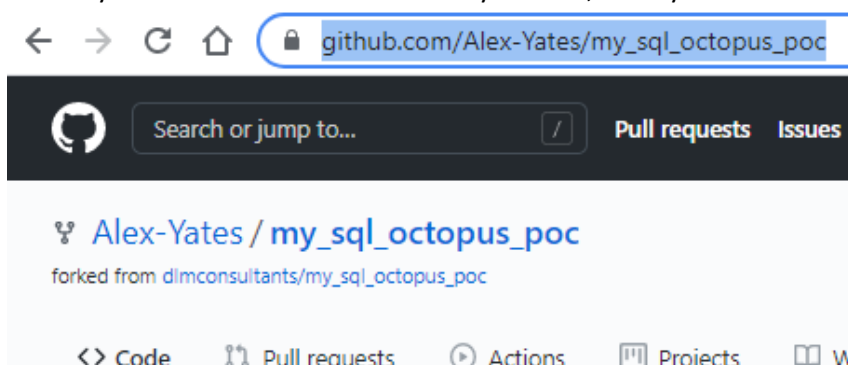 github.com/Alex-Yates/my_sql_octopus_poc
Search or jump to... / Pull requests Issues
Alex-Yates / my_sql_octopus_poc
forked from dlmconsultants/my_sql_octopus_poc
<> Code Pull requests Actions Projects W